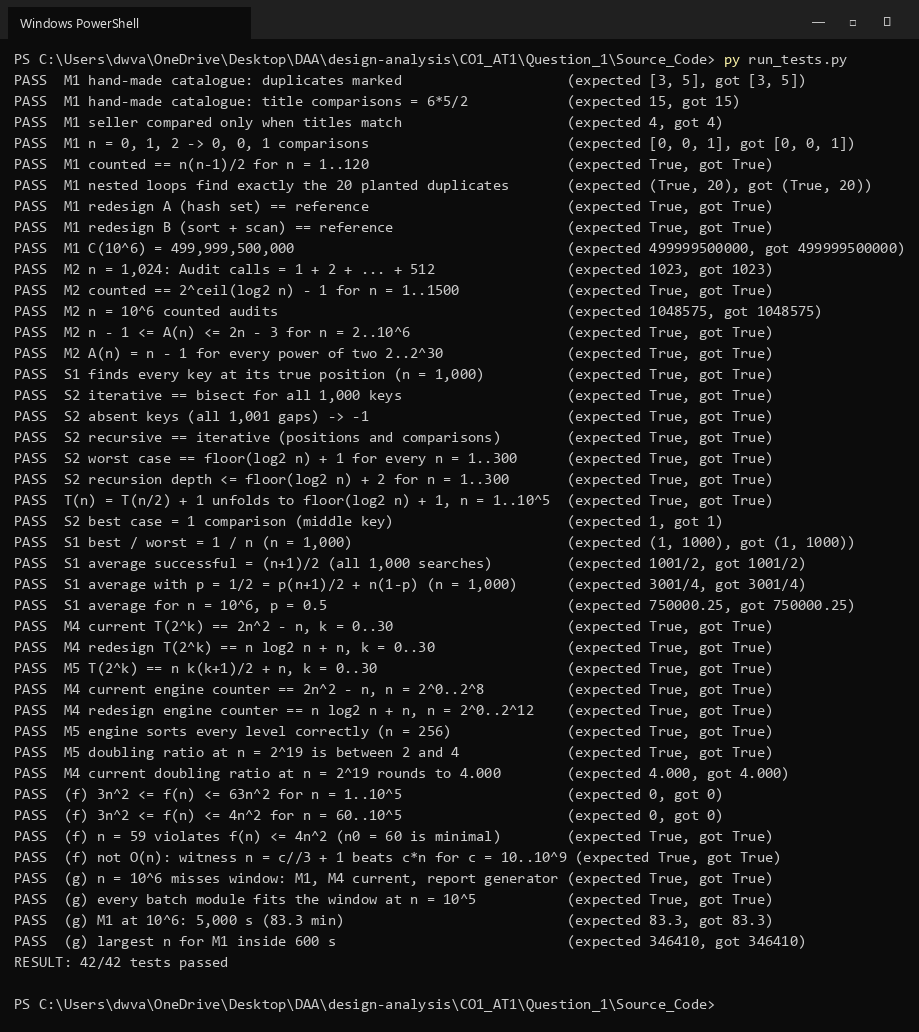 Windows PowerShell
PS C:\Users\dwva\OneDrive\Desktop\DAA\design-analysis\CO1_AT1\Question_1\Source_Code> py run_tests.py
PASS  M1 hand-made catalogue: duplicates marked                    (expected [3, 5], got [3, 5])
PASS  M1 hand-made catalogue: title comparisons = 6*5/2            (expected 15, got 15)
PASS  M1 seller compared only when titles match                    (expected 4, got 4)
PASS  M1 n = 0, 1, 2 -> 0, 0, 1 comparisons                        (expected [0, 0, 1], got [0, 0, 1])
PASS  M1 counted == n(n-1)/2 for n = 1..120                        (expected True, got True)
PASS  M1 nested loops find exactly the 20 planted duplicates       (expected (True, 20), got (True, 20))
PASS  M1 redesign A (hash set) == reference                        (expected True, got True)
PASS  M1 redesign B (sort + scan) == reference                     (expected True, got True)
PASS  M1 C(10^6) = 499,999,500,000                                 (expected 499999500000, got 499999500000)
PASS  M2 n = 1,024: Audit calls = 1 + 2 + ... + 512                (expected 1023, got 1023)
PASS  M2 counted == 2^ceil(log2 n) - 1 for n = 1..1500             (expected True, got True)
PASS  M2 n = 10^6 counted audits                                   (expected 1048575, got 1048575)
PASS  M2 n - 1 <= A(n) <= 2n - 3 for n = 2..10^6                   (expected True, got True)
PASS  M2 A(n) = n - 1 for every power of two 2..2^30               (expected True, got True)
PASS  S1 finds every key at its true position (n = 1,000)          (expected True, got True)
PASS  S2 iterative == bisect for all 1,000 keys                    (expected True, got True)
PASS  S2 absent keys (all 1,001 gaps) -> -1                        (expected True, got True)
PASS  S2 recursive == iterative (positions and comparisons)        (expected True, got True)
PASS  S2 worst case == floor(log2 n) + 1 for every n = 1..300      (expected True, got True)
PASS  S2 recursion depth <= floor(log2 n) + 2 for n = 1..300       (expected True, got True)
PASS  T(n) = T(n/2) + 1 unfolds to floor(log2 n) + 1, n = 1..10^5  (expected True, got True)
PASS  S2 best case = 1 comparison (middle key)                     (expected 1, got 1)
PASS  S1 best / worst = 1 / n (n = 1,000)                          (expected (1, 1000), got (1, 1000))
PASS  S1 average successful = (n+1)/2 (all 1,000 searches)         (expected 1001/2, got 1001/2)
PASS  S1 average with p = 1/2 = p(n+1)/2 + n(1-p) (n = 1,000)      (expected 3001/4, got 3001/4)
PASS  S1 average for n = 10^6, p = 0.5                             (expected 750000.25, got 750000.25)
PASS  M4 current T(2^k) == 2n^2 - n, k = 0..30                     (expected True, got True)
PASS  M4 redesign T(2^k) == n log2 n + n, k = 0..30                (expected True, got True)
PASS  M5 T(2^k) == n k(k+1)/2 + n, k = 0..30                       (expected True, got True)
PASS  M4 current engine counter == 2n^2 - n, n = 2^0..2^8          (expected True, got True)
PASS  M4 redesign engine counter == n log2 n + n, n = 2^0..2^12    (expected True, got True)
PASS  M5 engine sorts every level correctly (n = 256)              (expected True, got True)
PASS  M5 doubling ratio at n = 2^19 is between 2 and 4             (expected True, got True)
PASS  M4 current doubling ratio at n = 2^19 rounds to 4.000        (expected 4.000, got 4.000)
PASS  (f) 3n^2 <= f(n) <= 63n^2 for n = 1..10^5                    (expected 0, got 0)
PASS  (f) 3n^2 <= f(n) <= 4n^2 for n = 60..10^5                    (expected 0, got 0)
PASS  (f) n = 59 violates f(n) <= 4n^2 (n0 = 60 is minimal)        (expected True, got True)
PASS  (f) not O(n): witness n = c//3 + 1 beats c*n for c = 10..10^9 (expected True, got True)
PASS  (g) n = 10^6 misses window: M1, M4 current, report generator (expected True, got True)
PASS  (g) every batch module fits the window at n = 10^5           (expected True, got True)
PASS  (g) M1 at 10^6: 5,000 s (83.3 min)                           (expected 83.3, got 83.3)
PASS  (g) largest n for M1 inside 600 s                            (expected 346410, got 346410)
RESULT: 42/42 tests passed
PS C:\Users\dwva\OneDrive\Desktop\DAA\design-analysis\CO1_AT1\Question_1\Source_Code>